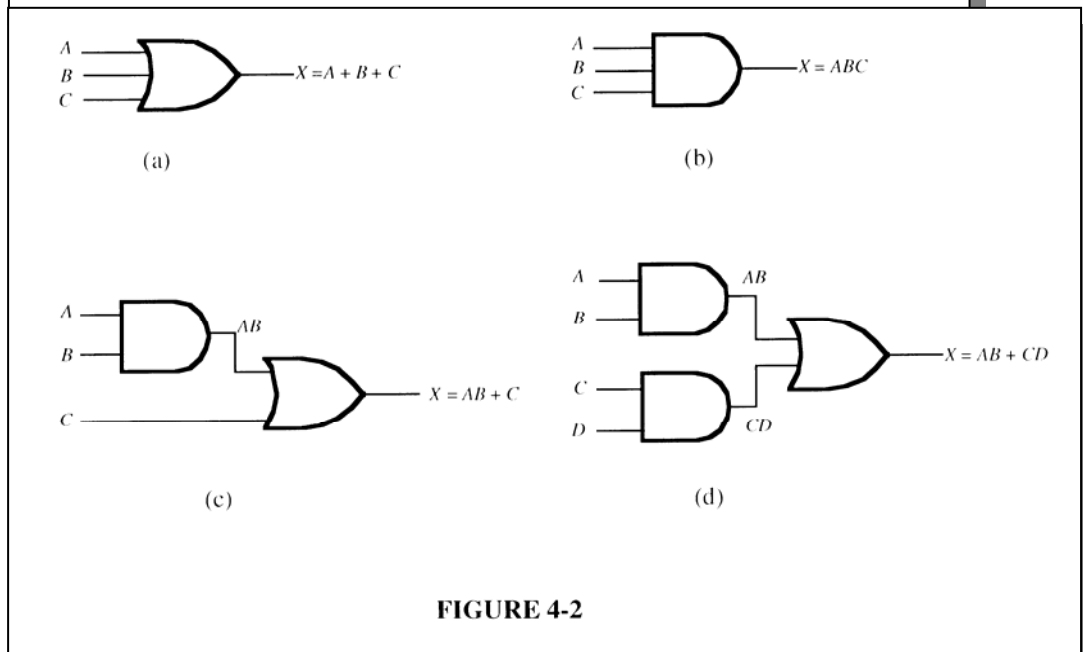 A
B
C
X =A + B + C
(a)
A
B
C
X = ABC
(b)
A
B
AB
C
X = AB + C
(c)
A
B
AB
C
D
CD
X = AB + CD
(d)
FIGURE 4-2